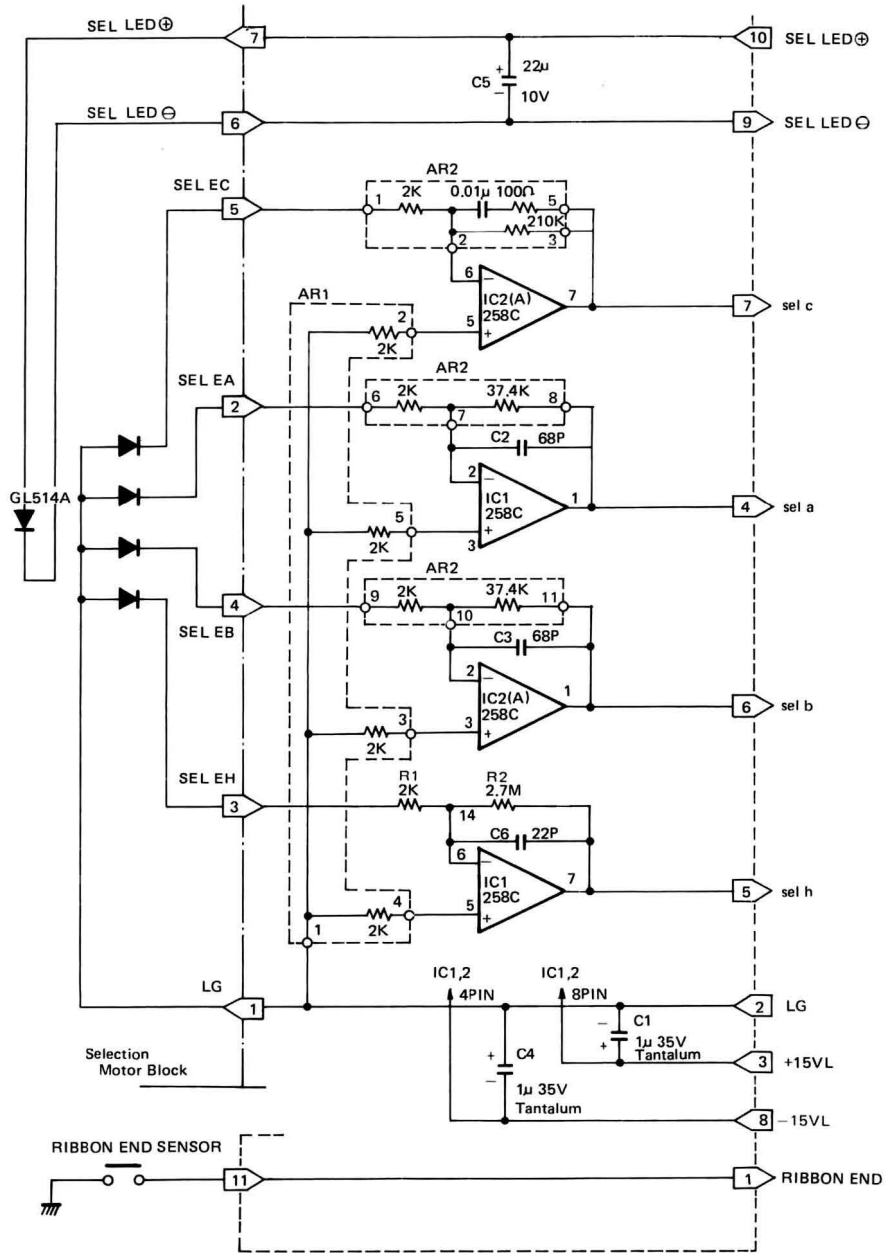 SEL LED⊕ 7 10 SEL LED⊕
+ 22μ
C5
− 10V
SEL LED⊖ 6 9 SEL LED⊖
AR2
SEL EC 5 1 2K 0.01μ 100Ω 5
210K
2 3
6 −
IC2(A)
258C
7
5 +
7 sel c
AR1
2
2K
AR2
SEL EA 2 6 2K 37.4K 8
7
C2 68P
2 −
IC1
258C
1
+
3
4 sel a
GL514A
5
2K
AR2
4 9 2K 37.4K 11
SEL EB
10
C3 68P
2 −
IC2(A)
258C
1
3 +
6 sel b
3
2K
SEL EH
3
R1
2K
R2
2.7M
14
C6 22P
6 −
IC1
258C
7
5 +
5 sel h
4
2K
1
LG 1 2 LG
IC1,2
4PIN
IC1,2
8PIN
− C1
+ 1μ 35V
Tantalum
3 +15VL
+ C4
− 1μ 35V
Tantalum
8 −15VL
Selection
Motor Block
RIBBON END SENSOR
11 1 RIBBON END